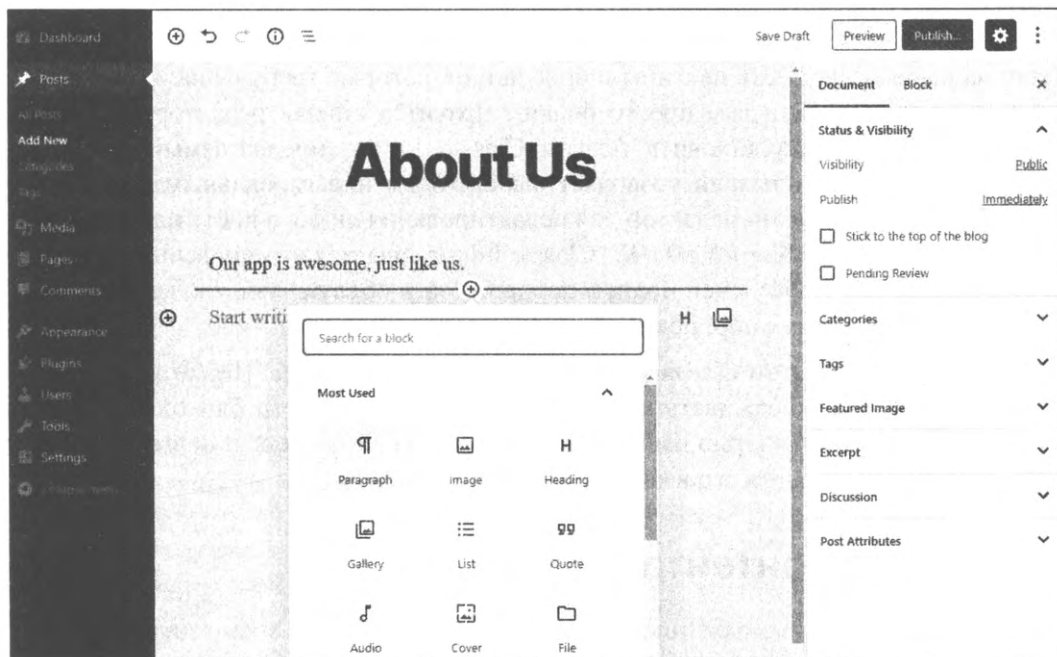 Dashboard
Posts
All Posts
Add New
Categories
Tags
Media
Pages
Comments
Appearance
Plugins
Users
Tools
Settings
Save Draft
Preview
Publish...
About Us
Our app is awesome, just like us.
Start writi
H
Search for a block
Most Used
Paragraph
Image
H
Heading
Gallery
List
Quote
Audio
Cover
File
Document
Block
Status & Visibility
Visibility
Public
Publish
Immediately
Stick to the top of the blog
Pending Review
Categories
Tags
Featured Image
Excerpt
Discussion
Post Attributes